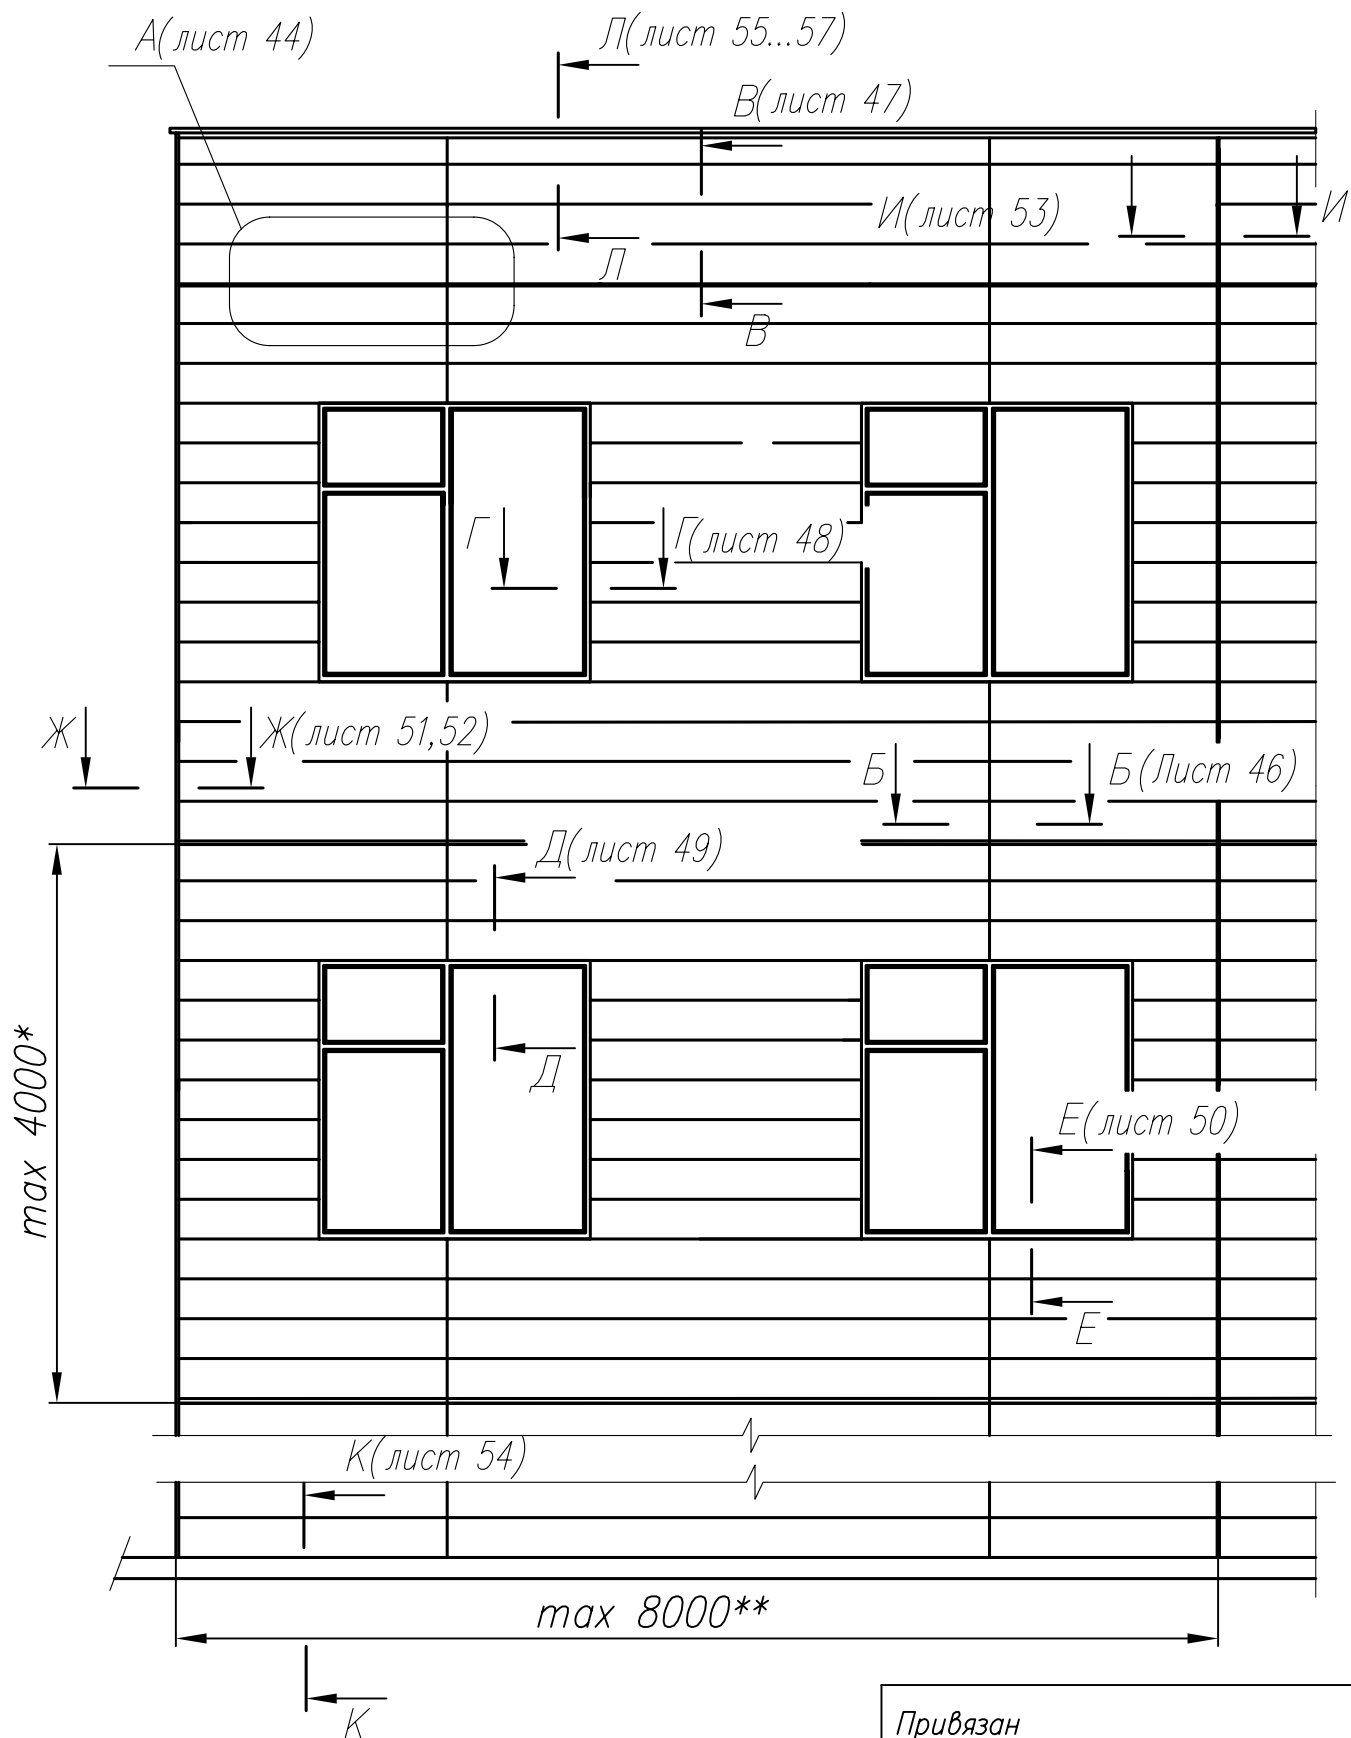 А(лист 44)
Л(лист 55...57)
В(лист 47)
И(лист 53)
И
Л
В
Г
Г(лист 48)
Ж
Ж(лист 51,52)
Б
Б(Лист 46)
Д(лист 49)
max 4000*
Д
Е(лист 50)
Е
К(лист 54)
max 8000**
К
Привязан